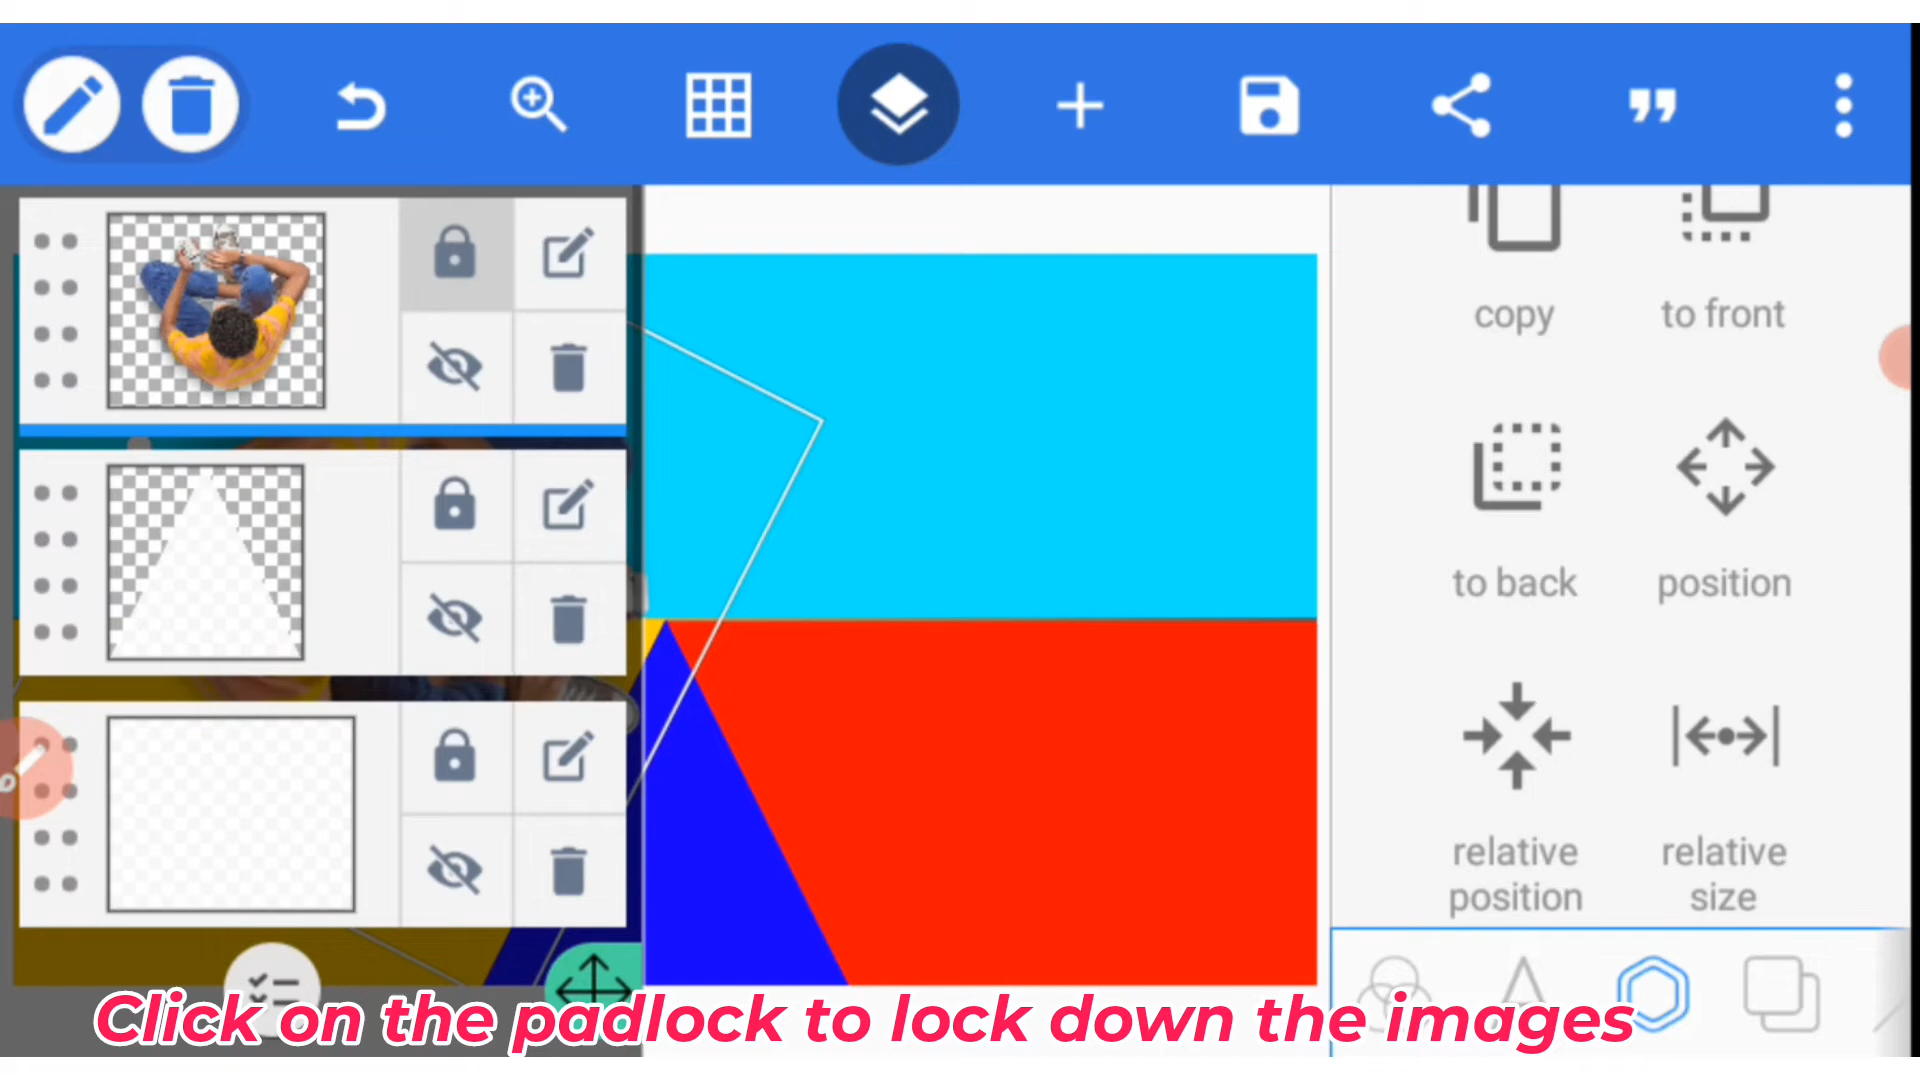 copy
to front
to back
position
relative
position
relative
size
Click on the padlock to lock down the images